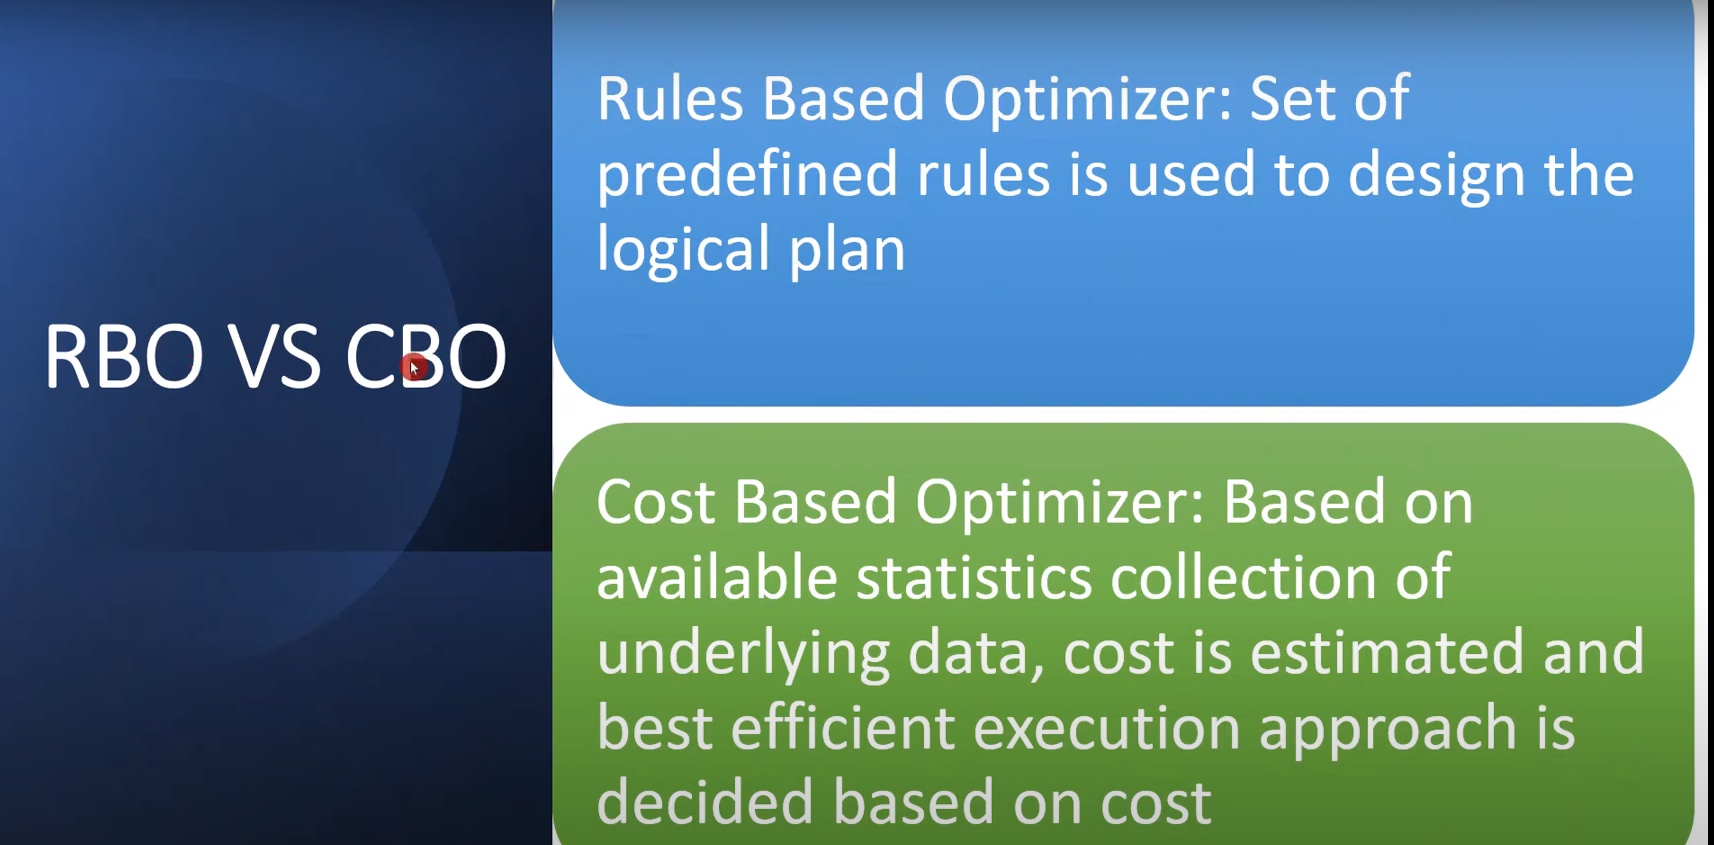 RBO VS CBO
Rules Based Optimizer: Set of
predefined rules is used to design the
logical plan
Cost Based Optimizer: Based on
available statistics collection of
underlying data, cost is estimated and
best efficient execution approach is
decided based on cost